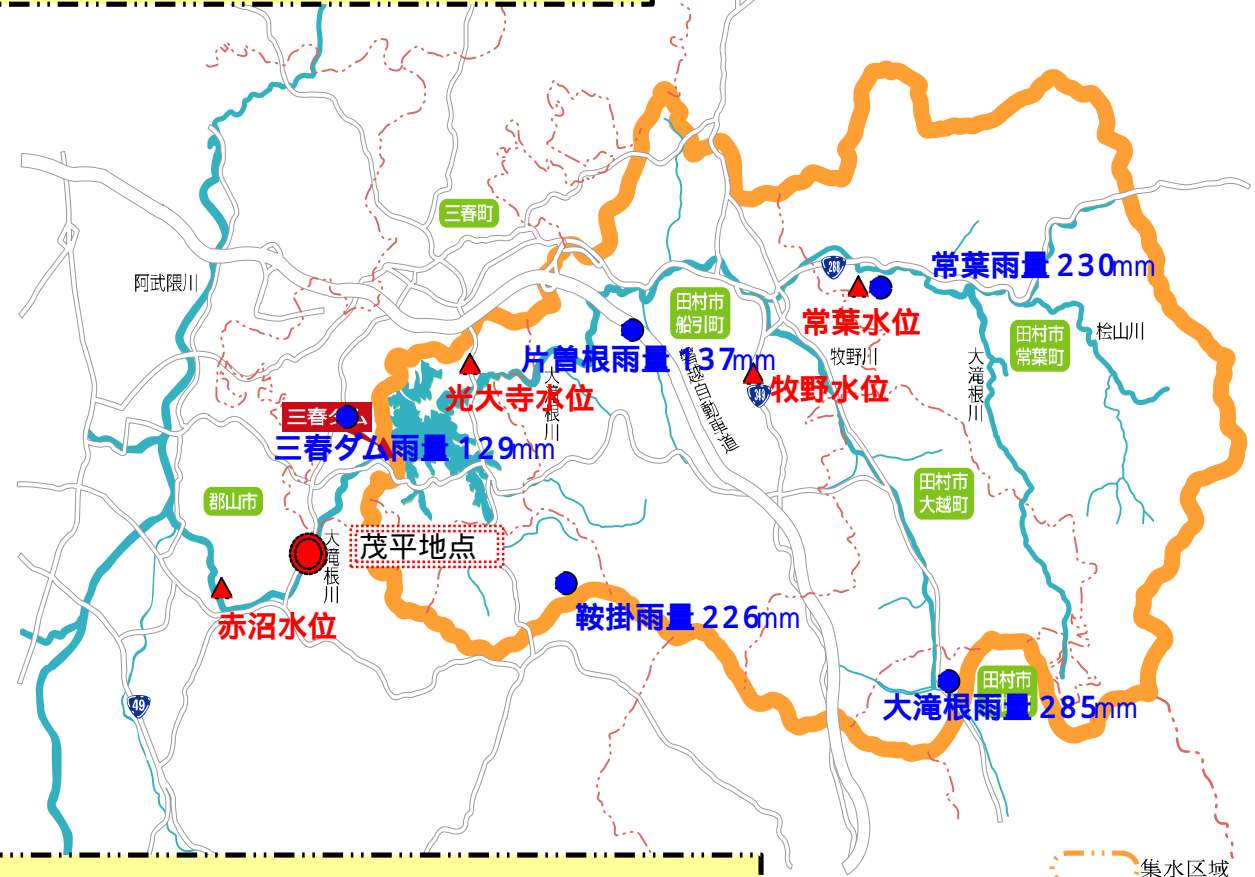 三春町
阿武隈川
288
常葉雨量 230mm
田村市
船引町
常葉水位
田村市
常葉町
桧山川
片曽根雨量 137mm
牧野川
大滝根川
大滝根川
光大寺水位
349
牧野水位
三春ダム
三春ダム雨量 129mm
郡山市
田村市
大越町
茂平地点
大滝根川
赤沼水位
鞍掛雨量 226mm
田村市
大滝根雨量 285mm
49
集水区域